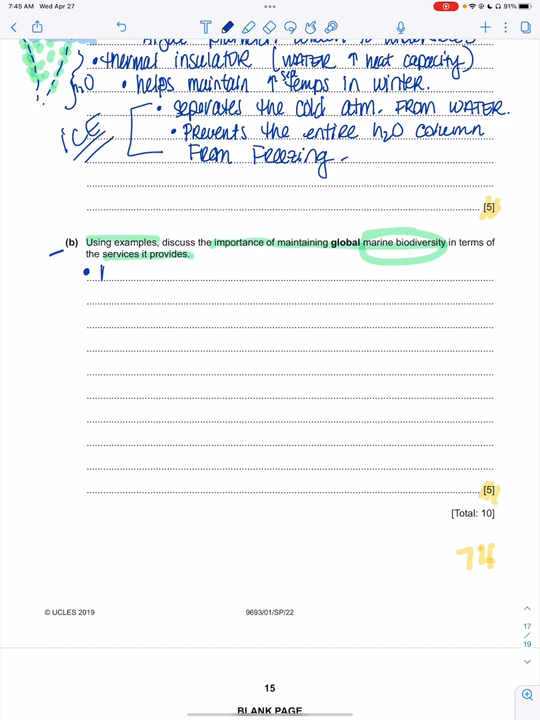 7:45 AM Wed Apr 27
91%
• thermal insulator (WATER ↑ heat capacity)
H2O • helps maintain ↑ sea temps in winter.
• separates the cold atm. FROM WATER.
ICE • Prevents the entire h2O column
From Freezing.
[5]
(b) Using examples, discuss the importance of maintaining global marine biodiversity in terms of
the services it provides.
•
[5]
[Total: 10]
74
© UCLES 2019 9693/01/SP/22
17
/
19
15
BLANK PAGE